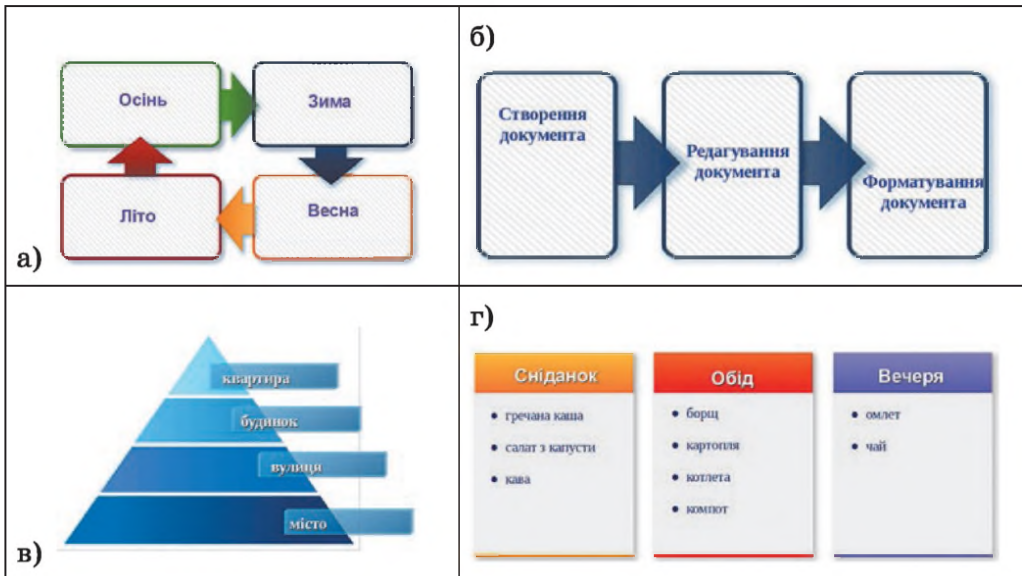 а)
Осінь
Зима
Весна
Літо
б)
Створення
документа
Редагування
документа
Форматування
документа
в)
квартира
будинок
вулиця
місто
г)
Сніданок
гречана каша
салат з капусти
кава
Обід
борщ
картопля
котлета
компот
Вечеря
омлет
чай